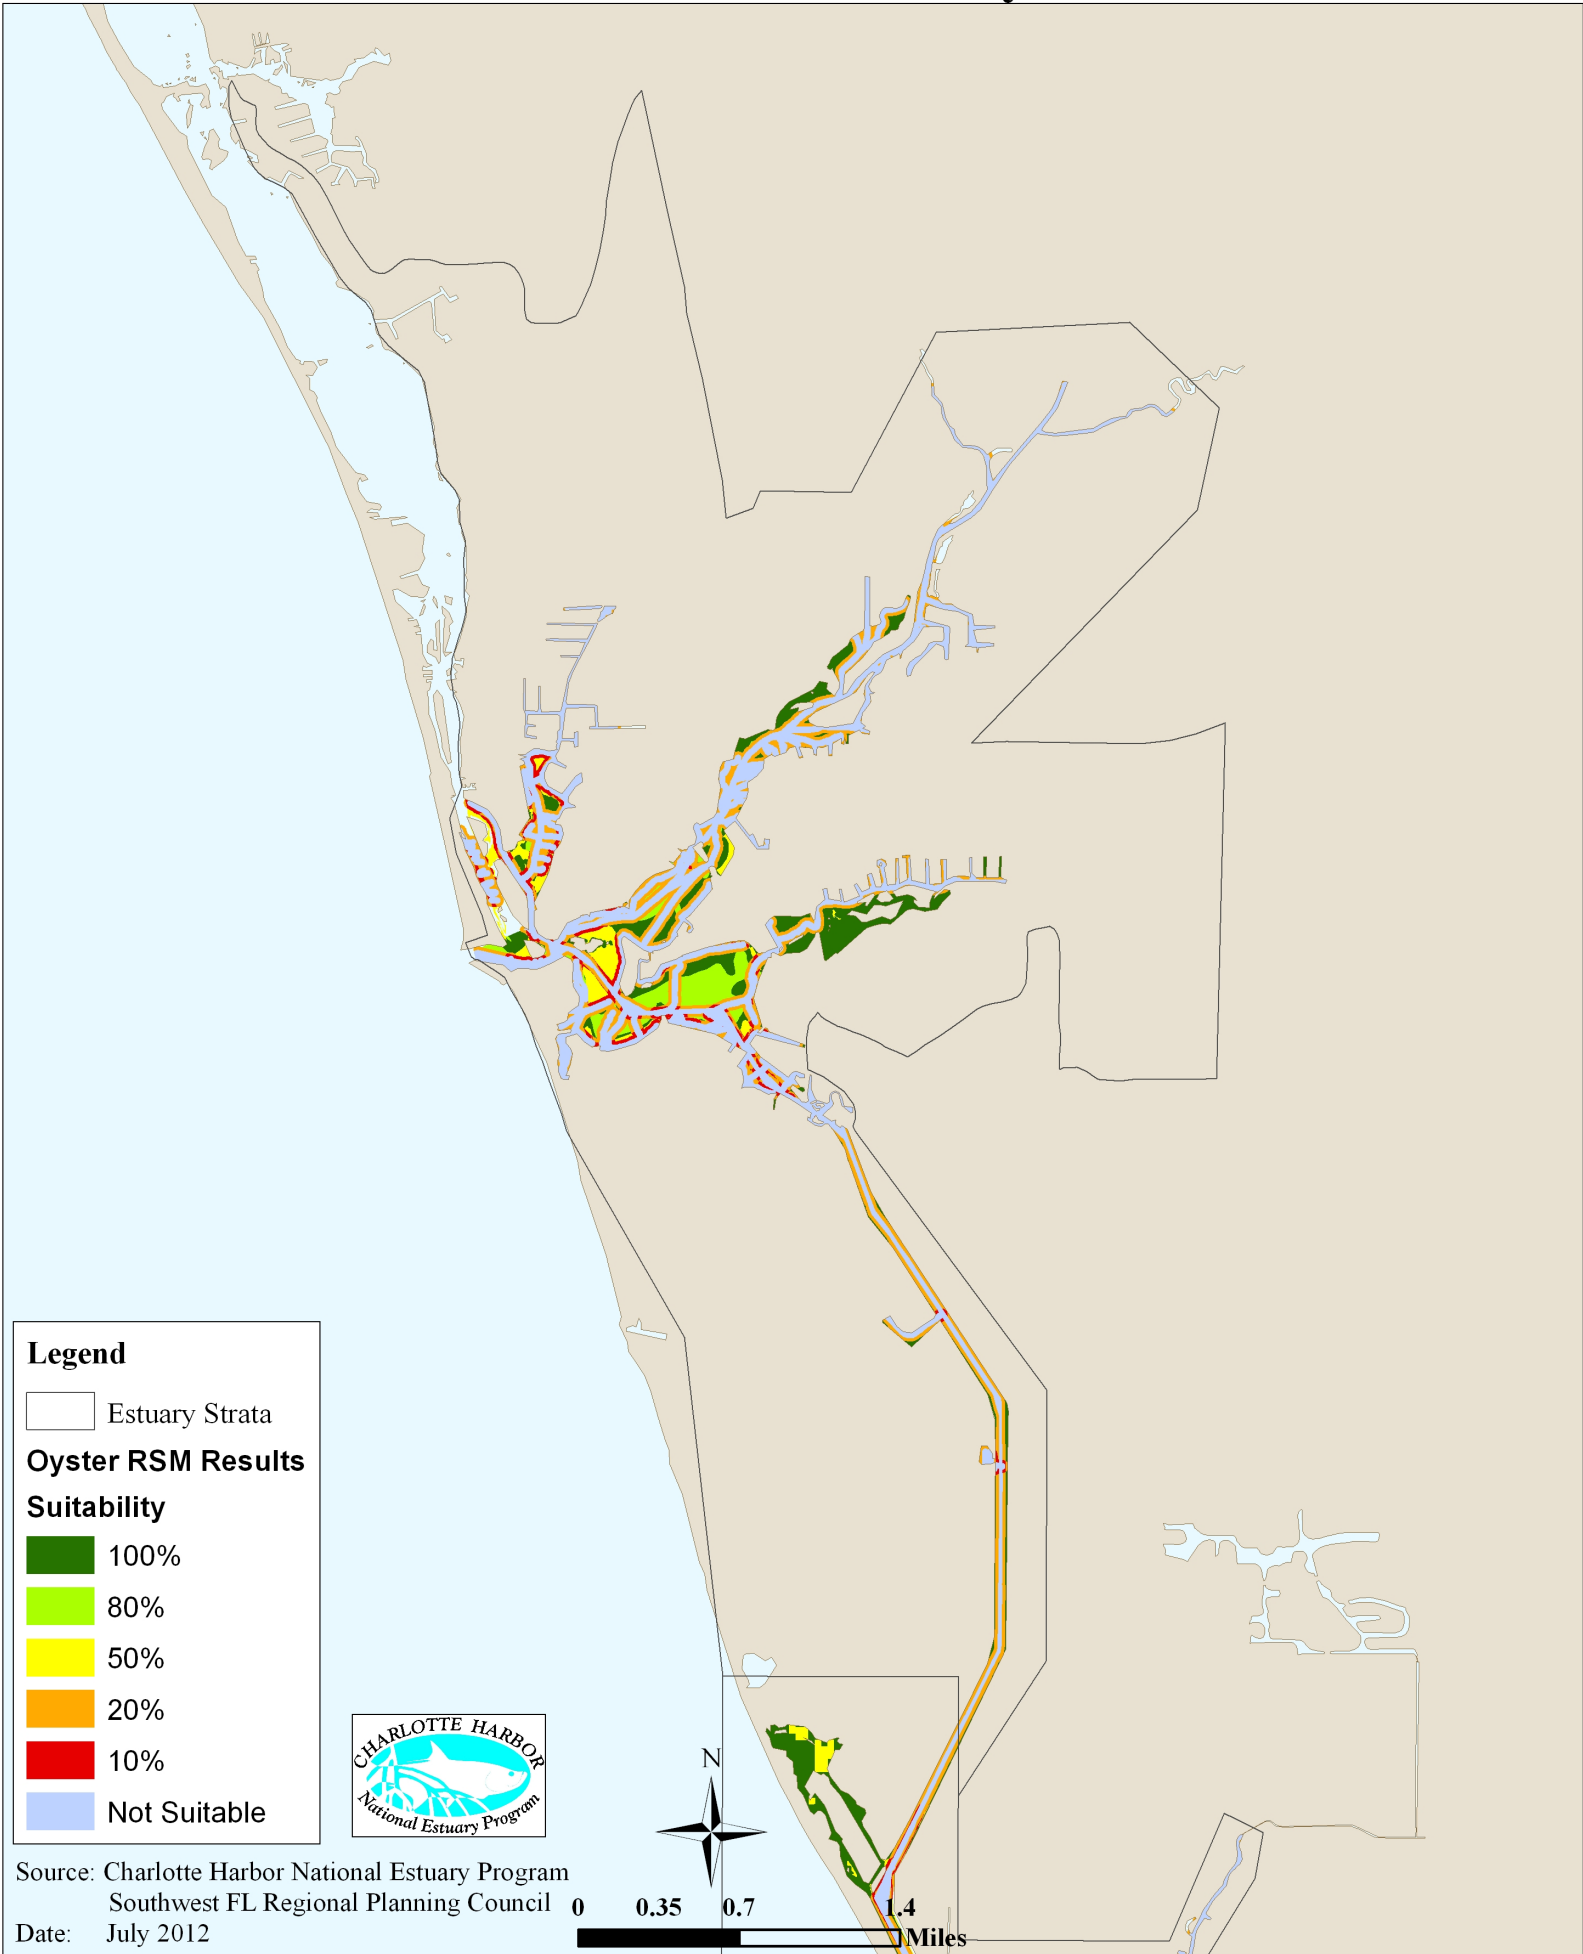 Legend
Estuary Strata
Oyster RSM Results
Suitability
100%
80%
50%
20%
10%
Not Suitable
CHARLOTTE HARBOR
National Estuary Program
N
Source: Charlotte Harbor National Estuary Program
Southwest FL Regional Planning Council
Date: July 2012
0 0.35 0.7 1.4
Miles